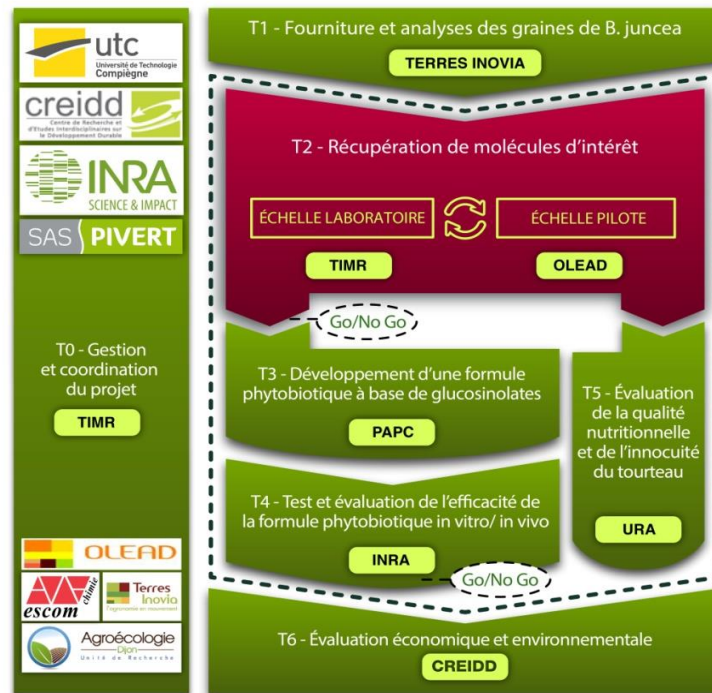 utc
Université de Technologie
Compiègne
creidd
Centre de Recherche et
d'Etudes Interdisciplinaires sur
le Développement Durable
INRA
SCIENCE & IMPACT
SAS PIVERT
T0 - Gestion
et coordination
du projet
TIMR
OLEAD
escom
chimie
Terres
Inovia
l'agronomie en mouvement
Agroécologie
Dijon
Unité de Recherche
T1 - Fourniture et analyses des graines de B. juncea
TERRES INOVIA
T2 - Récupération de molécules d'intérêt
ÉCHELLE LABORATOIRE
ÉCHELLE PILOTE
TIMR
OLEAD
Go/No Go
T3 - Développement d'une formule
phytobiotique à base de glucosinolates
PAPC
T4 - Test et évaluation de l'efficacité de
la formule phytobiotique in vitro/ in vivo
INRA
Go/No Go
T5 - Évaluation
de la qualité
nutritionnelle
et de l'innocuité
du tourteau
URA
T6 - Évaluation économique et environnementale
CREIDD